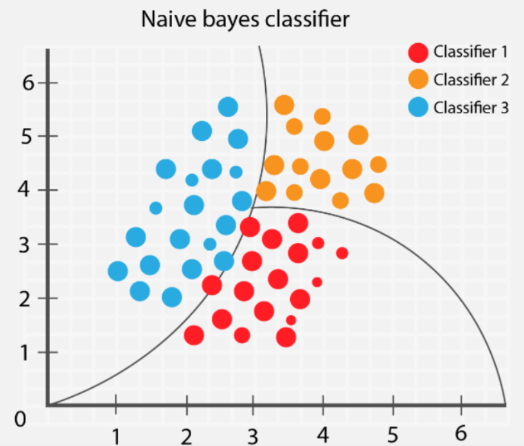 Naive bayes classifier
Classifier 1
Classifier 2
Classifier 3
6
5
4
3
2
1
0
1 2 3 4 5 6